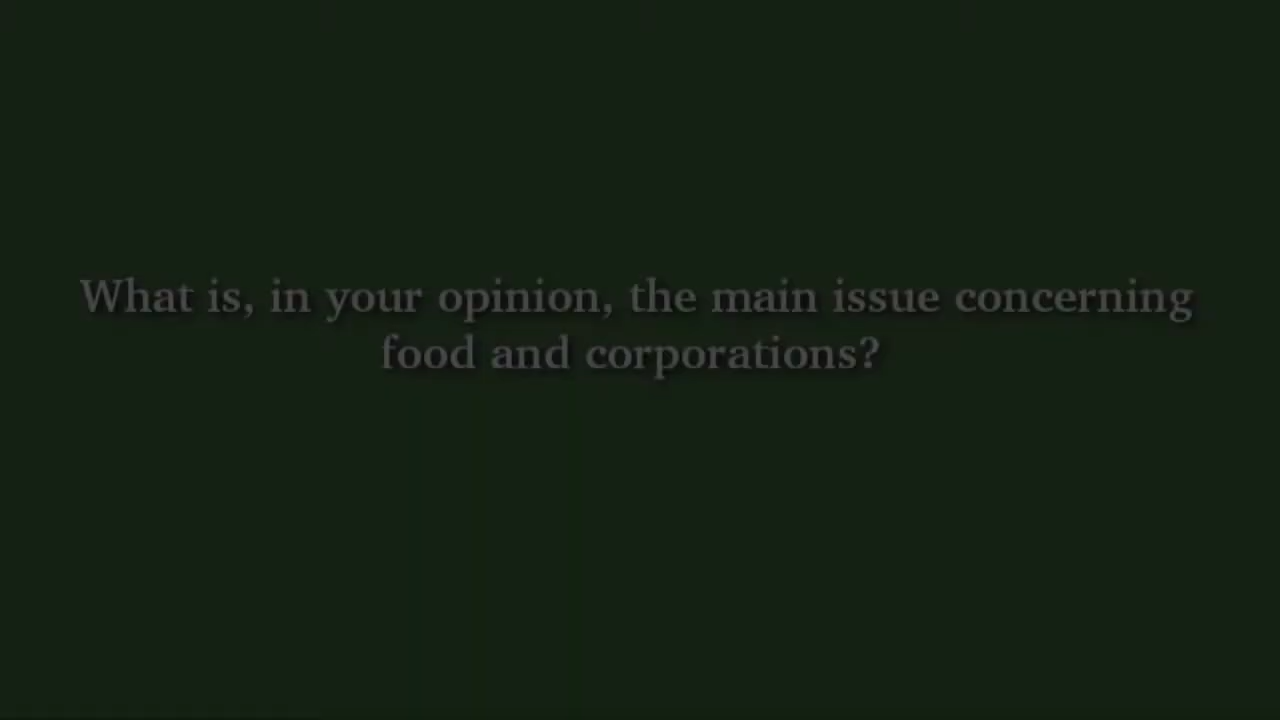 What is, in your opinion, the main issue concerning
food and corporations?